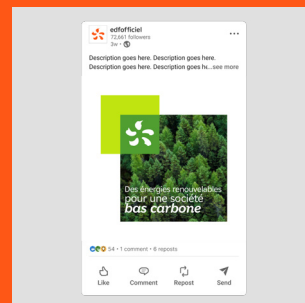 edfofficiel
72,661 followers
3w •
Description goes here. Description goes here.
Description goes here. Description goes he...see more
Des énergies renouvelables
pour une société
bas carbone
54 • 1 comment • 6 reposts
Like Comment Repost Send